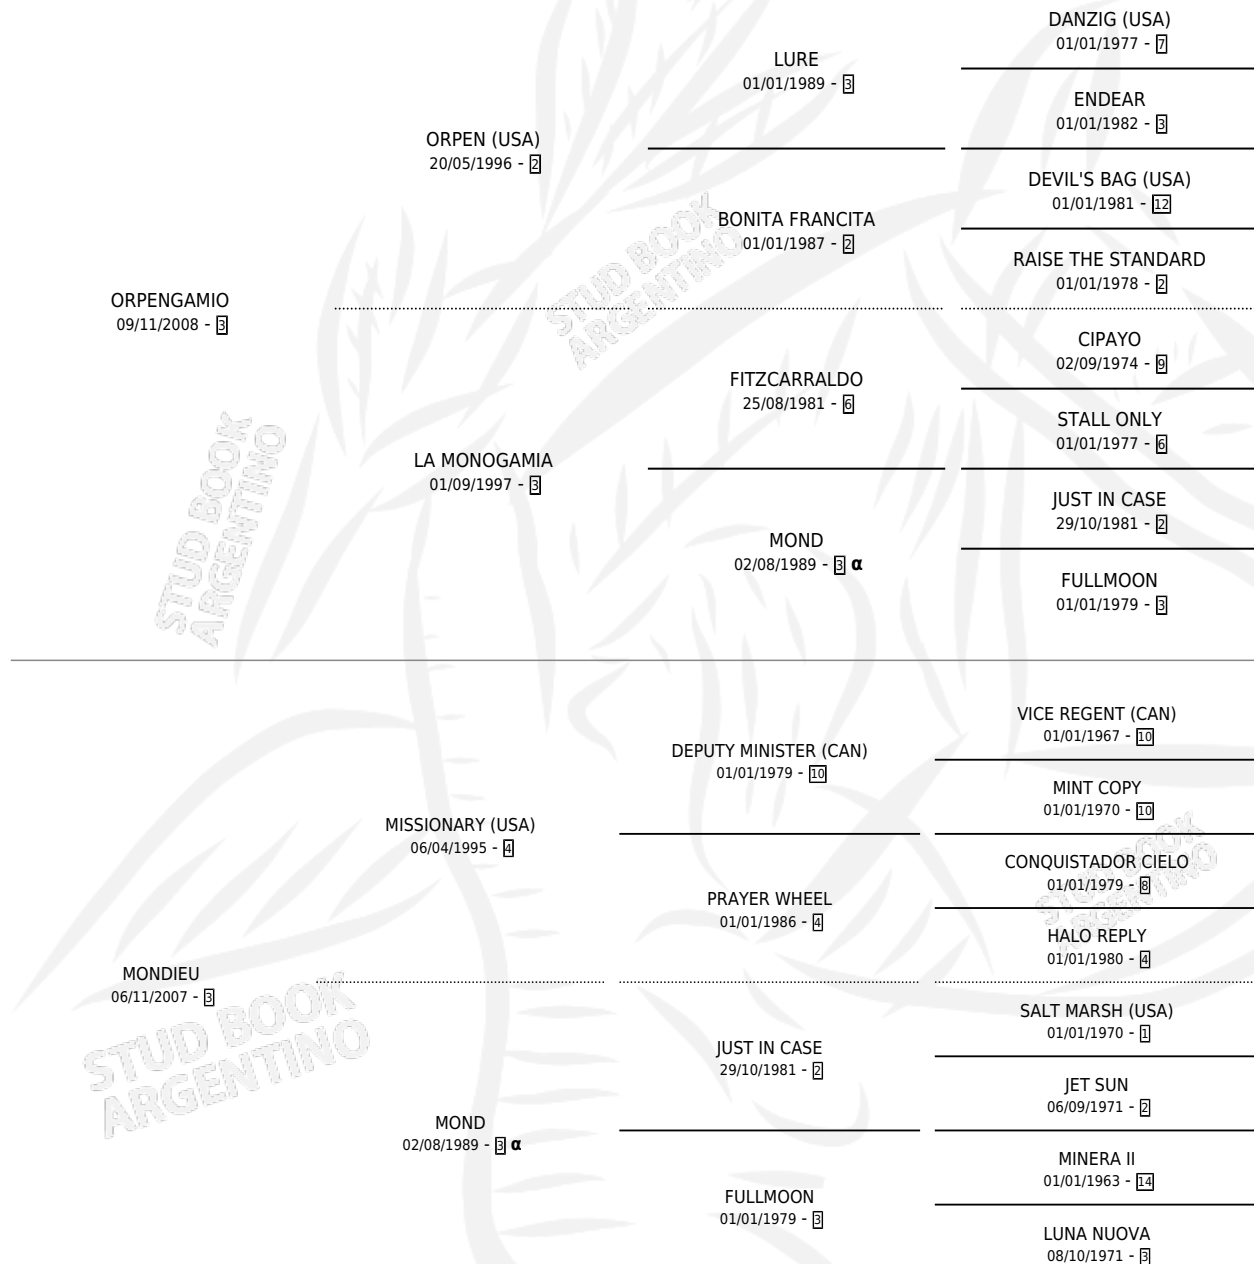 ORPENGAMIO
09/11/2008 - 3
ORPEN (USA)
20/05/1996 - 2
LURE
01/01/1989 - 3
DANZIG (USA)
01/01/1977 - 7
ENDEAR
01/01/1982 - 3
BONITA FRANCITA
01/01/1987 - 2
DEVIL'S BAG (USA)
01/01/1981 - 12
RAISE THE STANDARD
01/01/1978 - 2
LA MONOGAMIA
01/09/1997 - 3
FITZCARRALDO
25/08/1981 - 6
CIPAYO
02/09/1974 - 9
STALL ONLY
01/01/1977 - 6
MOND
02/08/1989 - 3 α
JUST IN CASE
29/10/1981 - 2
FULLMOON
01/01/1979 - 3
MONDIEU
06/11/2007 - 3
MISSIONARY (USA)
06/04/1995 - 4
DEPUTY MINISTER (CAN)
01/01/1979 - 10
VICE REGENT (CAN)
01/01/1967 - 10
MINT COPY
01/01/1970 - 10
PRAYER WHEEL
01/01/1986 - 4
CONQUISTADOR CIELO
01/01/1979 - 8
HALO REPLY
01/01/1980 - 4
MOND
02/08/1989 - 3 α
JUST IN CASE
29/10/1981 - 2
SALT MARSH (USA)
01/01/1970 - 1
JET SUN
06/09/1971 - 2
FULLMOON
01/01/1979 - 3
MINERA II
01/01/1963 - 14
LUNA NUOVA
08/10/1971 - 3
STUD BOOK
ARGENTINO
STUD BOOK
ARGENTINO
STUD BOOK
ARGENTINO
STUD BOOK
ARGENTINO